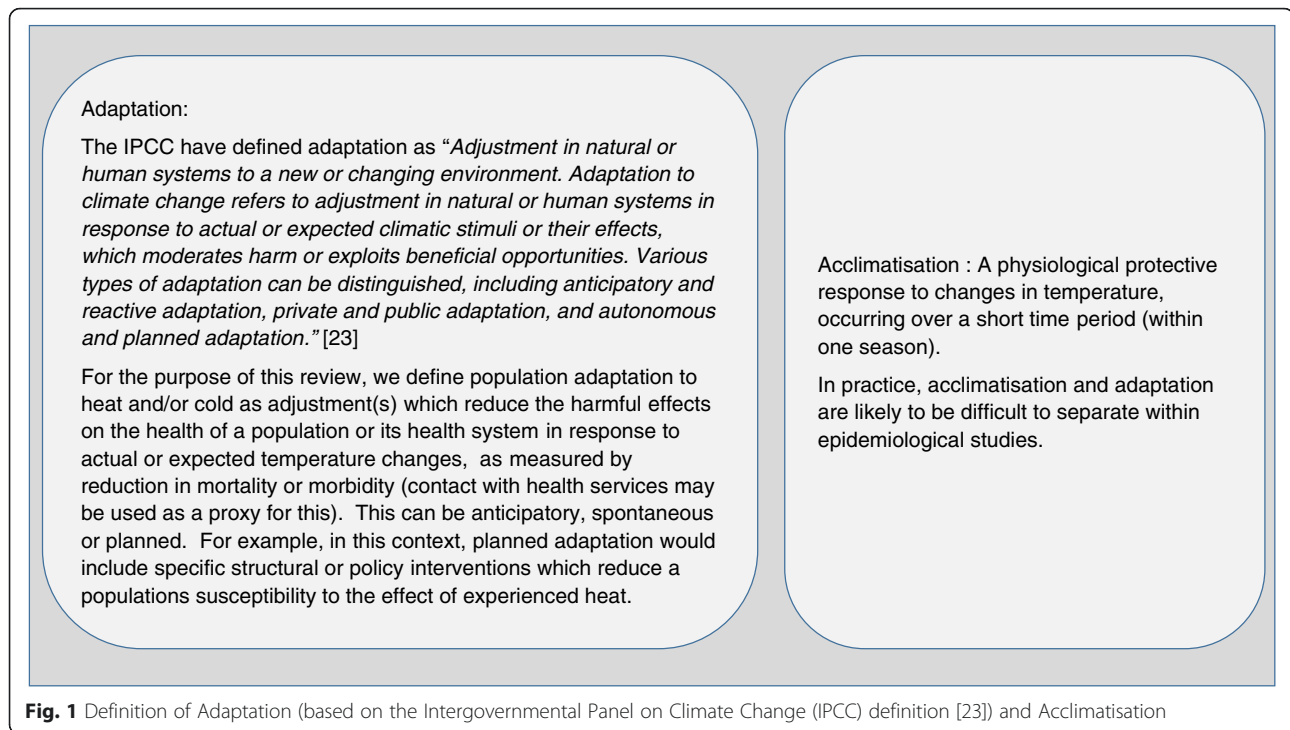 Adaptation:
The IPCC have defined adaptation as “Adjustment in natural or
human systems to a new or changing environment. Adaptation to
climate change refers to adjustment in natural or human systems in
response to actual or expected climatic stimuli or their effects,
which moderates harm or exploits beneficial opportunities. Various
types of adaptation can be distinguished, including anticipatory and
reactive adaptation, private and public adaptation, and autonomous
and planned adaptation.” [23]
For the purpose of this review, we define population adaptation to
heat and/or cold as adjustment(s) which reduce the harmful effects
on the health of a population or its health system in response to
actual or expected temperature changes, as measured by
reduction in mortality or morbidity (contact with health services may
be used as a proxy for this). This can be anticipatory, spontaneous
or planned. For example, in this context, planned adaptation would
include specific structural or policy interventions which reduce a
populations susceptibility to the effect of experienced heat.
Acclimatisation : A physiological protective
response to changes in temperature,
occurring over a short time period (within
one season).
In practice, acclimatisation and adaptation
are likely to be difficult to separate within
epidemiological studies.
Fig. 1 Definition of Adaptation (based on the Intergovernmental Panel on Climate Change (IPCC) definition [23]) and Acclimatisation